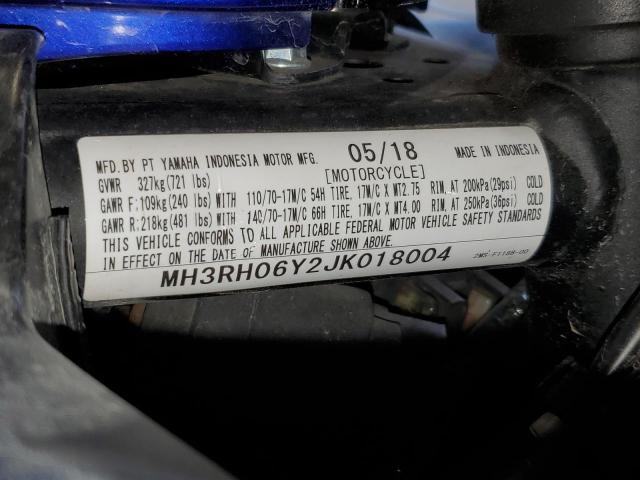 MFD. BY PT YAMAHA INDONESIA MOTOR MFG. 05/18 MADE IN INDONESIA
GVWR 327kg(721 lbs) [MOTORCYCLE]
GAWR F:109kg(240 lbs) WITH 110/70-17M/C 54H TIRE, 17M/C X MT2.75 RIM, AT 200kPa(29psi) COLD
GAWR R:218kg(481 lbs) WITH 140/70-17M/C 66H TIRE, 17M/C X MT4.00 RIM, AT 250kPa(36psi) COLD
THIS VEHICLE CONFORMS TO ALL APPLICABLE FEDERAL MOTOR VEHICLE SAFETY STANDARDS
IN EFFECT ON THE DATE OF MANUFACTURE SHOWN ABOVE.
MH3RH06Y2JK018004
2MS-F118B-00